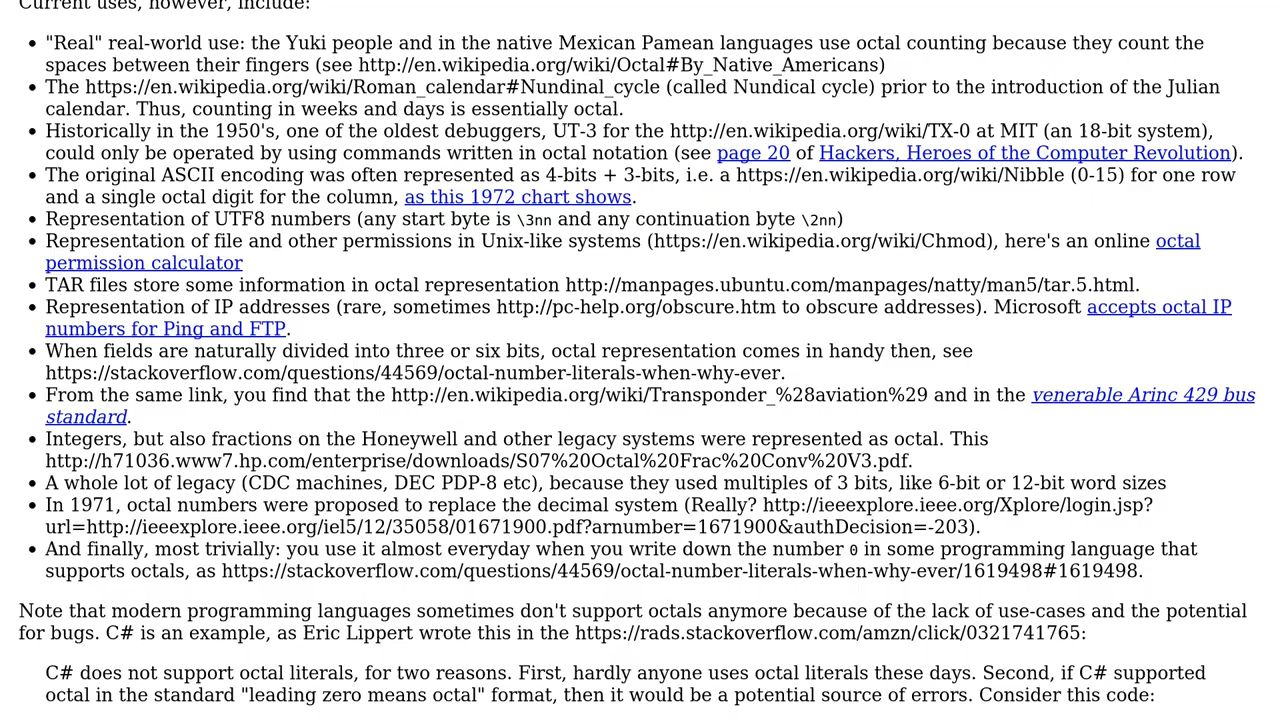 Current uses, however, include:
• "Real" real-world use: the Yuki people and in the native Mexican Pamean languages use octal counting because they count the
spaces between their fingers (see http://en.wikipedia.org/wiki/Octal#By_Native_Americans)
• The https://en.wikipedia.org/wiki/Roman_calendar#Nundinal_cycle (called Nundical cycle) prior to the introduction of the Julian
calendar. Thus, counting in weeks and days is essentially octal.
• Historically in the 1950's, one of the oldest debuggers, UT-3 for the http://en.wikipedia.org/wiki/TX-0 at MIT (an 18-bit system),
could only be operated by using commands written in octal notation (see page 20 of Hackers, Heroes of the Computer Revolution).
• The original ASCII encoding was often represented as 4-bits + 3-bits, i.e. a https://en.wikipedia.org/wiki/Nibble (0-15) for one row
and a single octal digit for the column, as this 1972 chart shows.
• Representation of UTF8 numbers (any start byte is \3nn and any continuation byte \2nn)
• Representation of file and other permissions in Unix-like systems (https://en.wikipedia.org/wiki/Chmod), here's an online octal
permission calculator
• TAR files store some information in octal representation http://manpages.ubuntu.com/manpages/natty/man5/tar.5.html.
• Representation of IP addresses (rare, sometimes http://pc-help.org/obscure.htm to obscure addresses). Microsoft accepts octal IP
numbers for Ping and FTP.
• When fields are naturally divided into three or six bits, octal representation comes in handy then, see
https://stackoverflow.com/questions/44569/octal-number-literals-when-why-ever.
• From the same link, you find that the http://en.wikipedia.org/wiki/Transponder_%28aviation%29 and in the venerable Arinc 429 bus
standard.
• Integers, but also fractions on the Honeywell and other legacy systems were represented as octal. This
http://h71036.www7.hp.com/enterprise/downloads/S07%20Octal%20Frac%20Conv%20V3.pdf.
• A whole lot of legacy (CDC machines, DEC PDP-8 etc), because they used multiples of 3 bits, like 6-bit or 12-bit word sizes
• In 1971, octal numbers were proposed to replace the decimal system (Really? http://ieeexplore.ieee.org/Xplore/login.jsp?
url=http://ieeexplore.ieee.org/iel5/12/35058/01671900.pdf?arnumber=1671900&authDecision=-203).
• And finally, most trivially: you use it almost everyday when you write down the number 0 in some programming language that
supports octals, as https://stackoverflow.com/questions/44569/octal-number-literals-when-why-ever/1619498#1619498.
Note that modern programming languages sometimes don't support octals anymore because of the lack of use-cases and the potential
for bugs. C# is an example, as Eric Lippert wrote this in the https://rads.stackoverflow.com/amzn/click/0321741765:
C# does not support octal literals, for two reasons. First, hardly anyone uses octal literals these days. Second, if C# supported
octal in the standard "leading zero means octal" format, then it would be a potential source of errors. Consider this code: